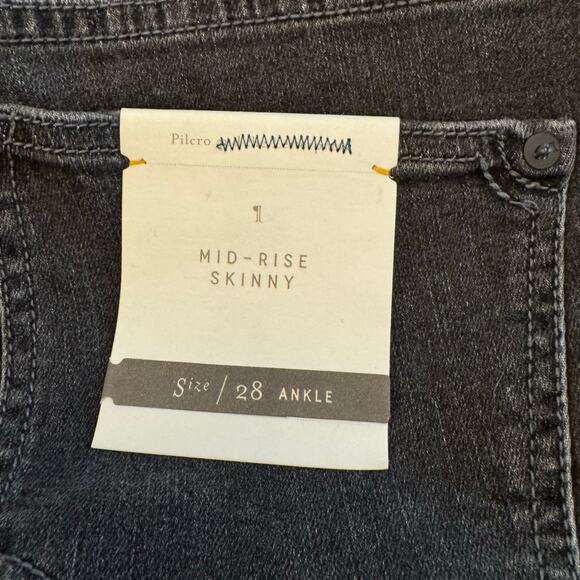 Pilcro
¶
MID-RISE
SKINNY
Size / 28 ANKLE